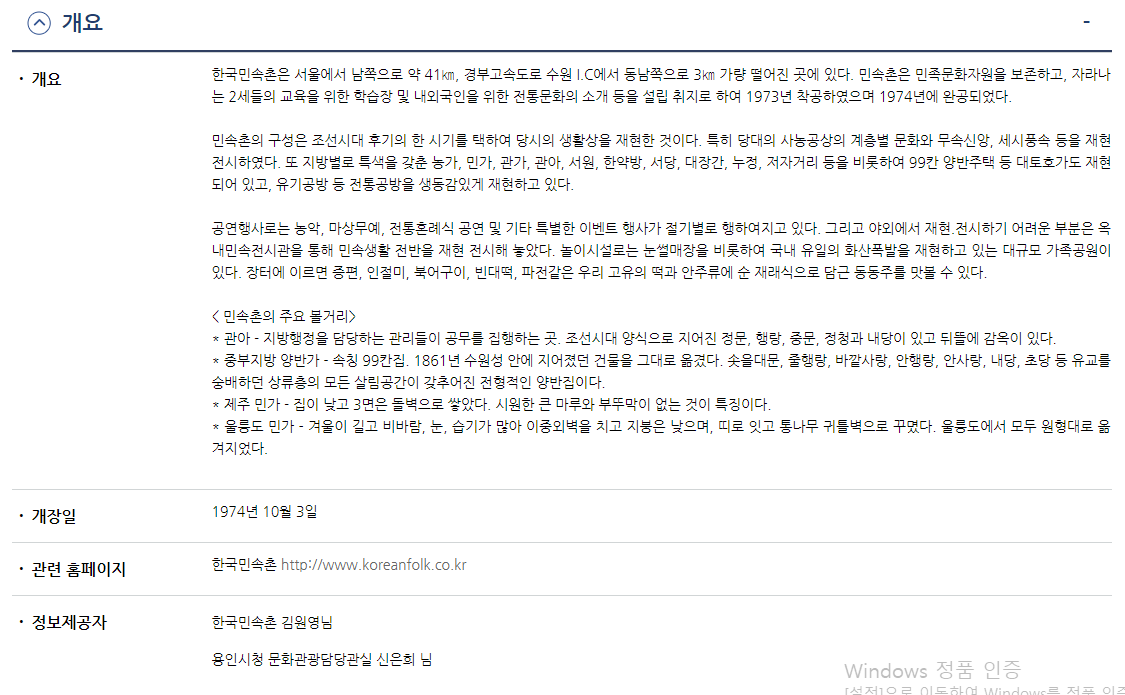 개요
-
· 개요
한국민속촌은 서울에서 남쪽으로 약 41㎞, 경부고속도로 수원 I.C에서 동남쪽으로 3㎞ 가량 떨어진 곳에 있다. 민속촌은 민족문화자원을 보존하고, 자라나
는 2세들의 교육을 위한 학습장 및 내외국인을 위한 전통문화의 소개 등을 설립 취지로 하여 1973년 착공하였으며 1974년에 완공되었다.
민속촌의 구성은 조선시대 후기의 한 시기를 택하여 당시의 생활상을 재현한 것이다. 특히 당대의 사농공상의 계층별 문화와 무속신앙, 세시풍속 등을 재현
전시하였다. 또 지방별로 특색을 갖춘 농가, 민가, 관가, 관아, 서원, 한약방, 서당, 대장간, 누정, 저자거리 등을 비롯하여 99칸 양반주택 등 대토호가도 재현
되어 있고, 유기공방 등 전통공방을 생동감있게 재현하고 있다.
공연행사로는 농악, 마상무예, 전통혼례식 공연 및 기타 특별한 이벤트 행사가 절기별로 행하여지고 있다. 그리고 야외에서 재현.전시하기 어려운 부분은 옥
내민속전시관을 통해 민속생활 전반을 재현 전시해 놓았다. 놀이시설로는 눈썰매장을 비롯하여 국내 유일의 화산폭발을 재현하고 있는 대규모 가족공원이
있다. 장터에 이르면 증편, 인절미, 북어구이, 빈대떡, 파전같은 우리 고유의 떡과 안주류에 순 재래식으로 담근 동동주를 맛볼 수 있다.
< 민속촌의 주요 볼거리>
* 관아 - 지방행정을 담당하는 관리들이 공무를 집행하는 곳. 조선시대 양식으로 지어진 정문, 행랑, 중문, 정청과 내당이 있고 뒤뜰에 감옥이 있다.
* 중부지방 양반가 - 속칭 99칸집. 1861년 수원성 안에 지어졌던 건물을 그대로 옮겼다. 솟을대문, 줄행랑, 바깥사랑, 안행랑, 안사랑, 내당, 초당 등 유교를
숭배하던 상류층의 모든 살림공간이 갖추어진 전형적인 양반집이다.
* 제주 민가 - 집이 낮고 3면은 돌벽으로 쌓았다. 시원한 큰 마루와 부뚜막이 없는 것이 특징이다.
* 울릉도 민가 - 겨울이 길고 비바람, 눈, 습기가 많아 이중외벽을 치고 지붕은 낮으며, 띠로 잇고 통나무 귀틀벽으로 꾸몄다. 울릉도에서 모두 원형대로 옮
겨지었다.
· 개장일
1974년 10월 3일
· 관련 홈페이지
한국민속촌 http://www.koreanfolk.co.kr
· 정보제공자
한국민속촌 김원영님
용인시청 문화관광담당관실 신은희 님
Windows 정품 인증
[설정]으로 이동하여 Windows를 정품 인증